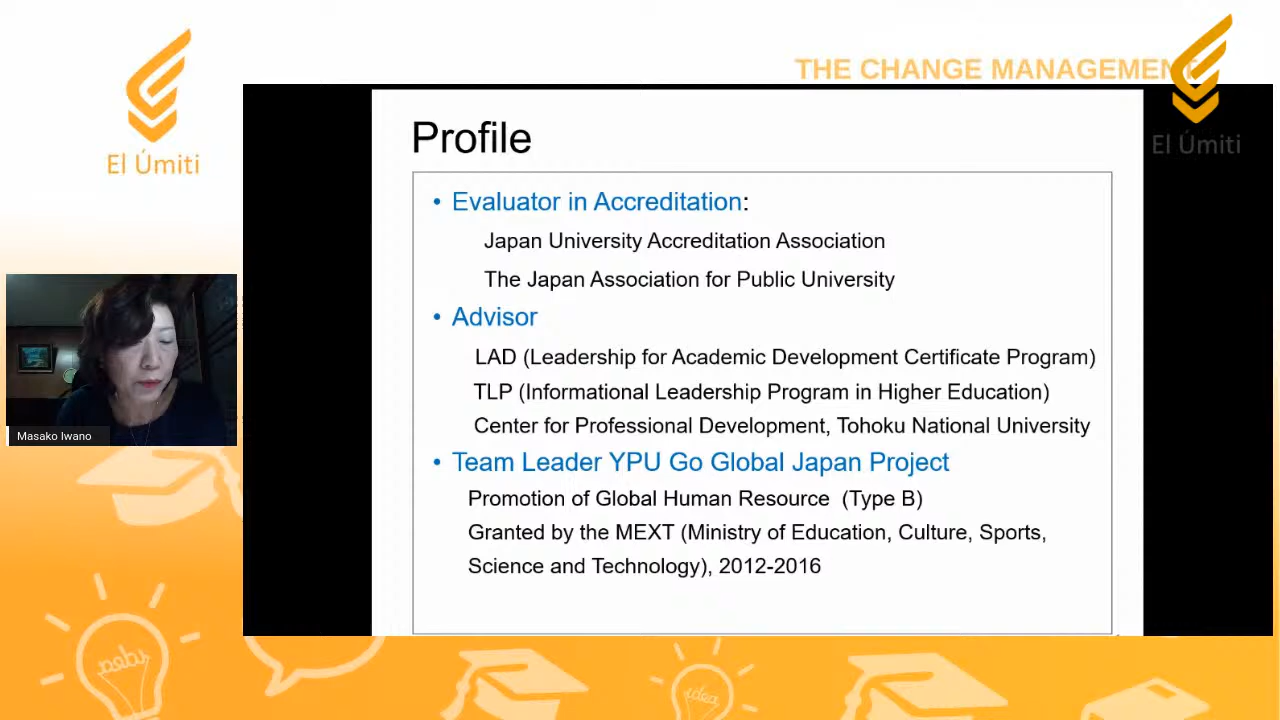 THE CHANGE MANAGEMENT
El Úmiti
El Úmiti
Profile
• Evaluator in Accreditation:
Japan University Accreditation Association
The Japan Association for Public University
• Advisor
LAD (Leadership for Academic Development Certificate Program)
TLP (Informational Leadership Program in Higher Education)
Center for Professional Development, Tohoku National University
• Team Leader YPU Go Global Japan Project
Promotion of Global Human Resource (Type B)
Granted by the MEXT (Ministry of Education, Culture, Sports,
Science and Technology), 2012-2016
Masako Iwano
idea
idea